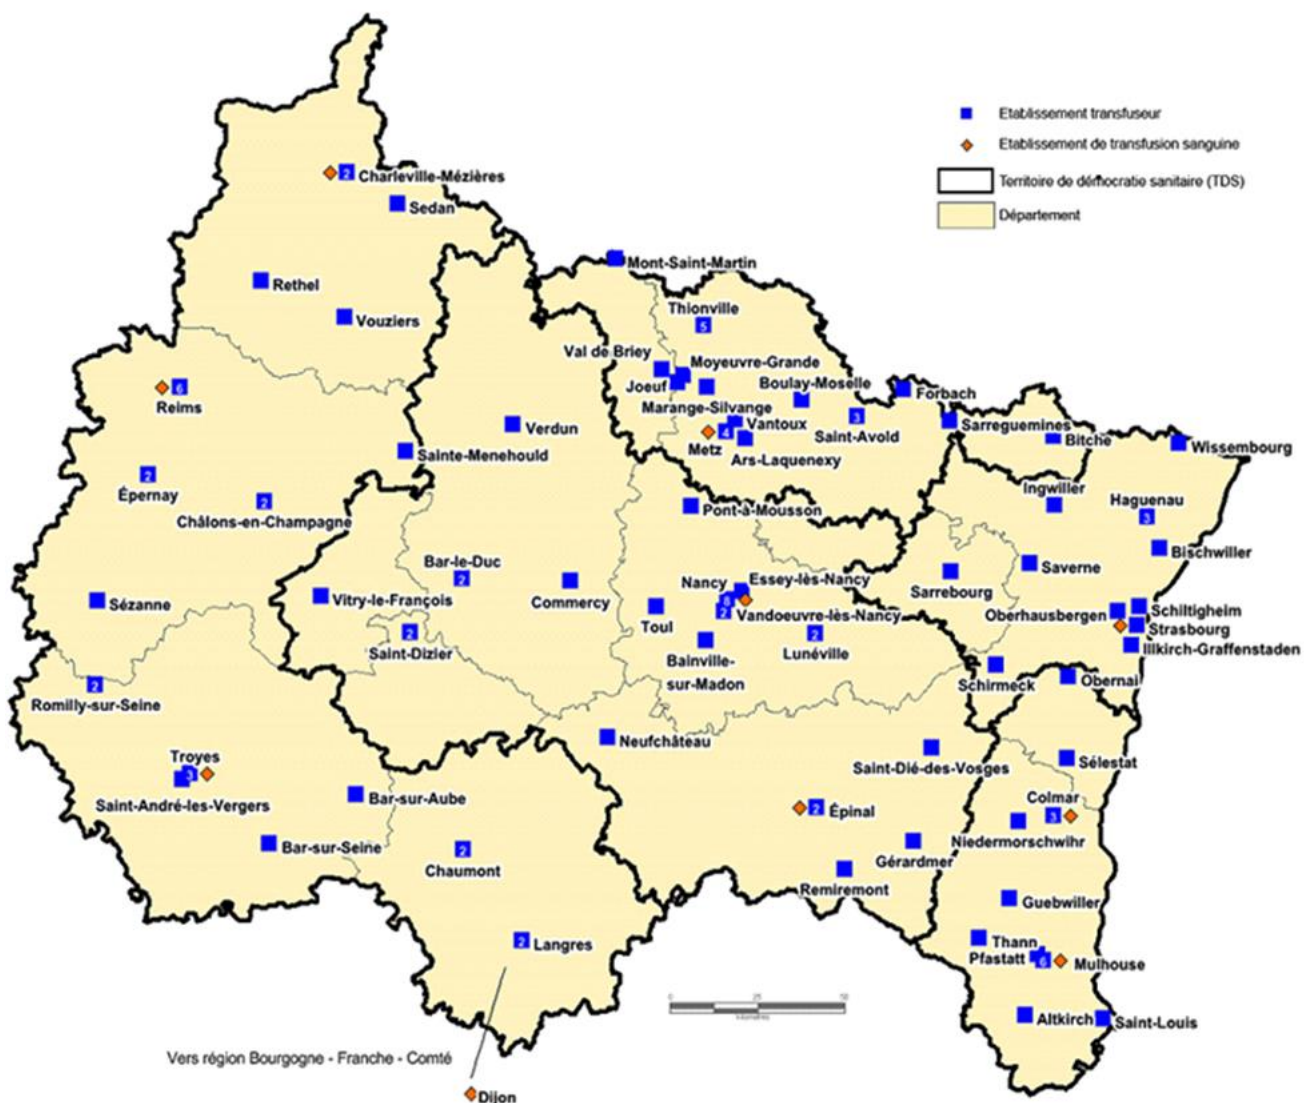 Etablissement transfuseur
Etablissement de transfusion sanguine
Territoire de démocratie sanitaire (TDS)
Département
2
Charleville-Mézières
Sedan
Rethel
Vouziers
Mont-Saint-Martin
Thionville
5
Val de Briey
Moyeuvre-Grande
Joeuf
Boulay-Moselle
Forbach
6
Reims
Marange-Silvange
Vantoux
3
Saint-Avold
Sarreguemines
Bitche
Wissembourg
Verdun
4
Metz
Ars-Laquenexy
Sainte-Menehould
2
Épernay
2
Châlons-en-Champagne
Pont-à-Mousson
Ingwiller
Haguenau
3
Bischwiller
Bar-le-Duc
2
Commercy
Nancy
Essey-lès-Nancy
6
2
Vandoeuvre-lès-Nancy
Sarrebourg
Saverne
Sézanne
Vitry-le-François
Toul
Oberhausbergen
Schiltigheim
Strasbourg
Illkirch-Graffenstaden
2
Saint-Dizier
Bainville-
sur-Madon
2
Lunéville
Schirmeck
Obernai
2
Romilly-sur-Seine
Neufchâteau
Saint-Dié-des-Vosges
Sélestat
Troyes
3
Saint-André-les-Vergers
Bar-sur-Aube
2
Épinal
Colmar
3
Niedermorschwihr
Bar-sur-Seine
2
Chaumont
Gérardmer
Remiremont
Guebwiller
2
Langres
Thann
Pfastatt
6
Mulhouse
0
25
50
kilomètres
Altkirch
Saint-Louis
Vers région Bourgogne - Franche - Comté
Dijon